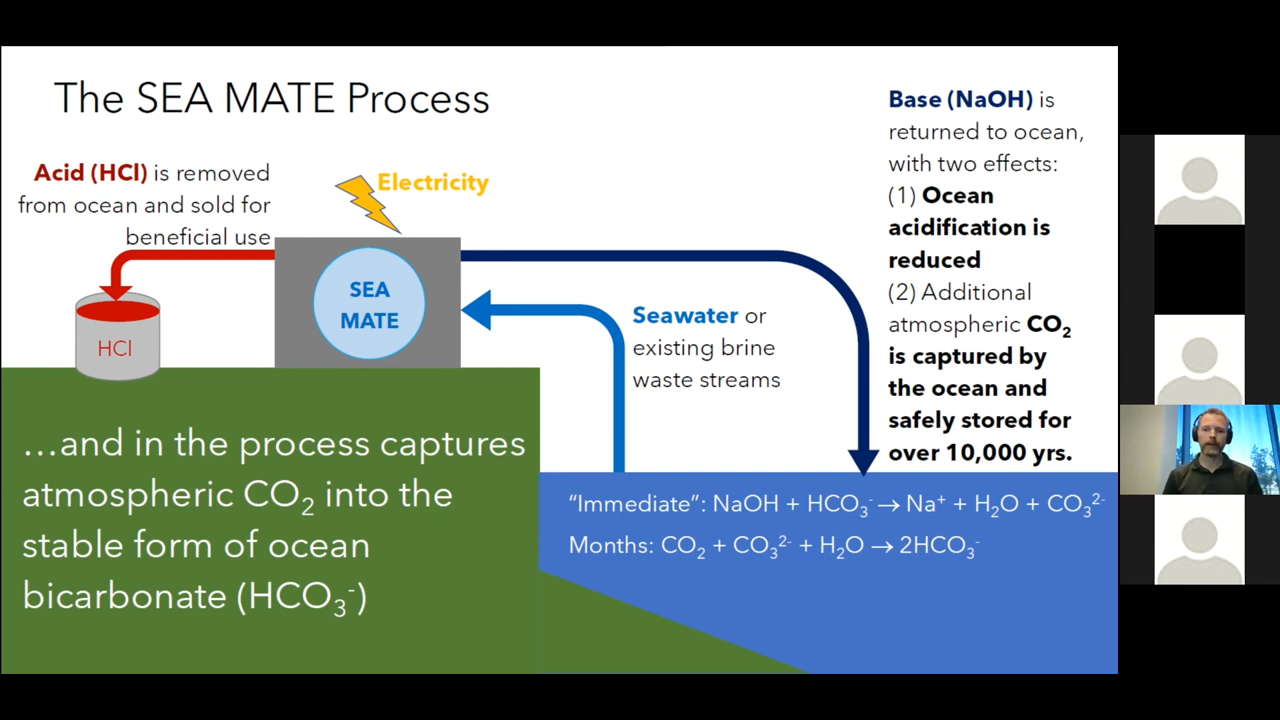 The SEA MATE Process
Acid (HCl) is removed
from ocean and sold for
beneficial use
Electricity
SEA
MATE
HCl
Seawater or
existing brine
waste streams
Base (NaOH) is
returned to ocean,
with two effects:
(1) Ocean
acidification is
reduced
(2) Additional
atmospheric CO₂
is captured by
the ocean and
safely stored for
over 10,000 yrs.
…and in the process captures
atmospheric CO₂ into the
stable form of ocean
bicarbonate (HCO₃⁻)
“Immediate”: NaOH + HCO₃⁻ → Na⁺ + H₂O + CO₃²⁻
Months: CO₂ + CO₃²⁻ + H₂O → 2HCO₃⁻